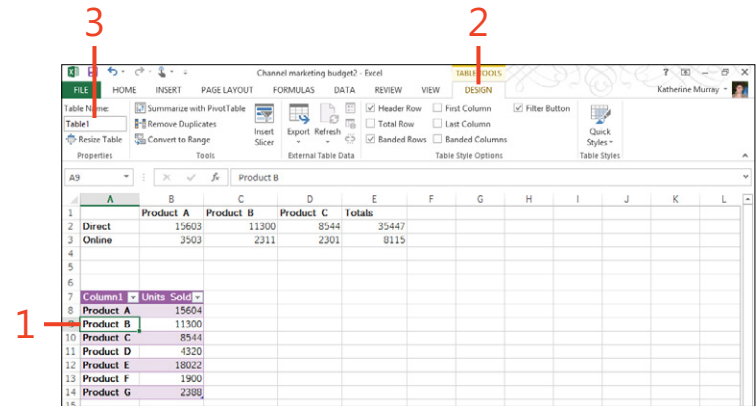 3 2
Channel marketing budget2 - Excel TABLE TOOLS ?
FILE HOME INSERT PAGE LAYOUT FORMULAS DATA REVIEW VIEW DESIGN Katherine Murray
Table Name: Summarize with PivotTable Header Row First Column Filter Button
Table1 Remove Duplicates Insert Slicer Export Refresh Total Row Last Column Quick Styles
Resize Table Convert to Range Banded Rows Banded Columns
Properties Tools External Table Data Table Style Options Table Styles
A9 fx Product B
A B C D E F G H I J K L
1 Product A Product B Product C Totals
2 Direct 15603 11300 8544 35447
3 Online 3503 2311 2301 8115
4
5
6
7 Column1 Units Sold
8 Product A 15604
1 9 Product B 11300
10 Product C 8544
11 Product D 4320
12 Product E 18022
13 Product F 1900
14 Product G 2388
15